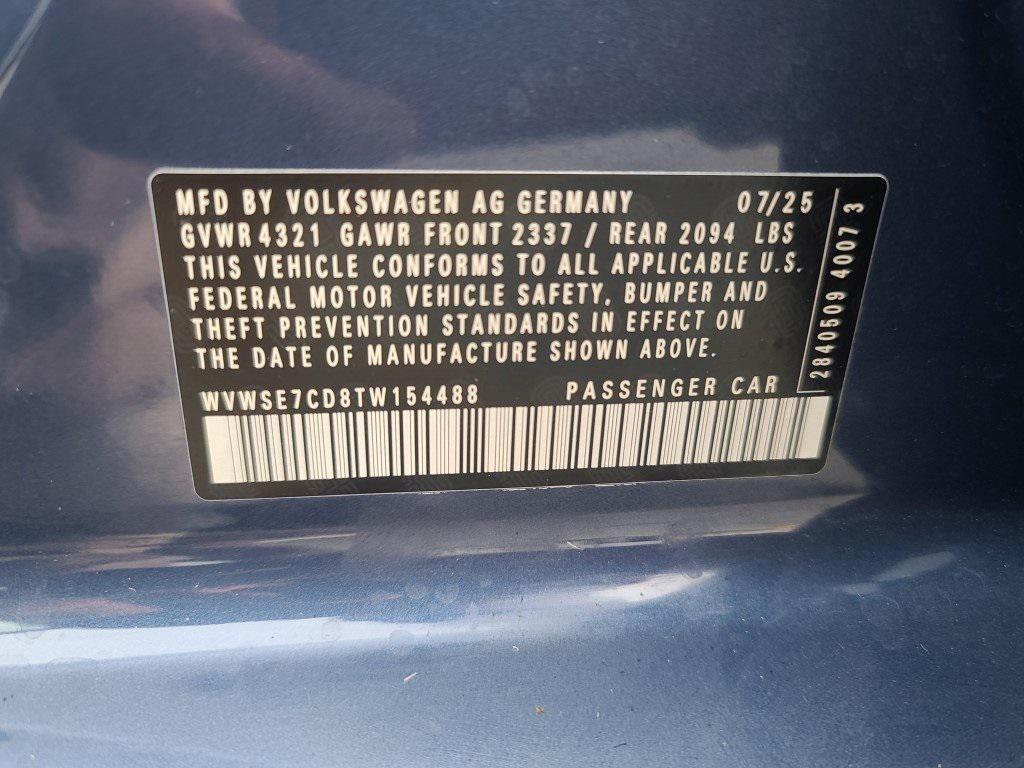 MFD BY VOLKSWAGEN AG GERMANY 07/25
GVWR 4321 GAWR FRONT 2337 / REAR 2094 LBS
THIS VEHICLE CONFORMS TO ALL APPLICABLE U.S.
FEDERAL MOTOR VEHICLE SAFETY, BUMPER AND
THEFT PREVENTION STANDARDS IN EFFECT ON
THE DATE OF MANUFACTURE SHOWN ABOVE.
WVWSE7CD8TW154488 PASSENGER CAR
2840509 4007 3